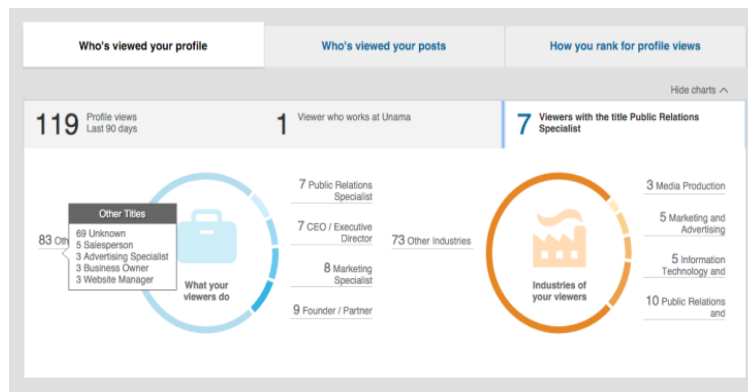 Who's viewed your profile
Who's viewed your posts
How you rank for profile views
Hide charts
119 Profile views
Last 90 days
1 Viewer who works at Unama
7 Viewers with the title Public Relations
Specialist
83 Oth
Other Titles
69 Unknown
5 Salesperson
3 Advertising Specialist
3 Business Owner
3 Website Manager
What your
viewers do
7 Public Relations
Specialist
7 CEO / Executive
Director
8 Marketing
Specialist
9 Founder / Partner
73 Other Industries
Industries of
your viewers
3 Media Production
5 Marketing and
Advertising
5 Information
Technology and
10 Public Relations
and